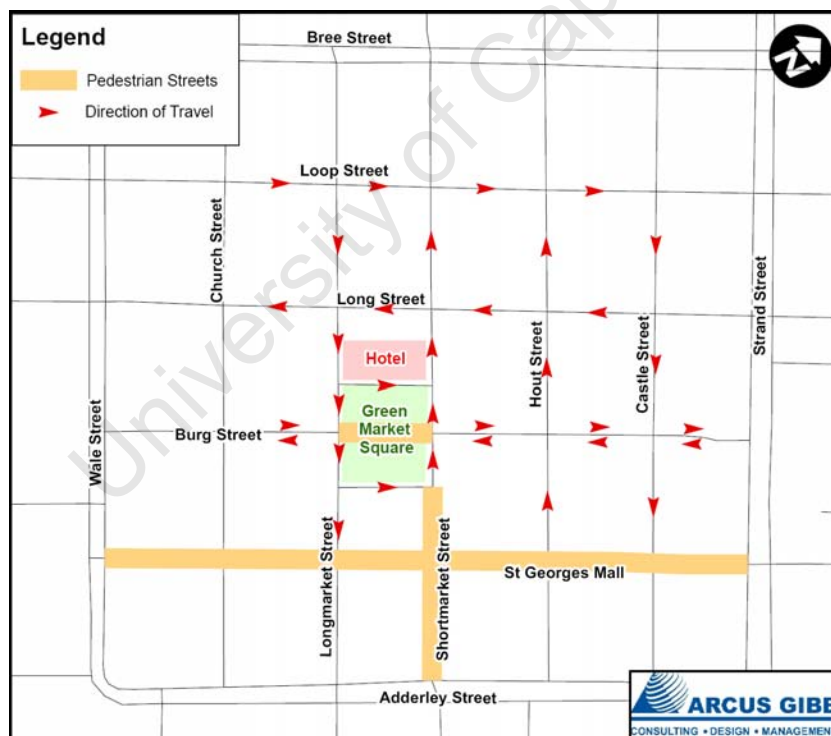 Legend
Pedestrian Streets
Direction of Travel
Bree Street
N
University of Cap
Loop Street
Church Street
Long Street
Strand Street
Hotel
Hout Street
Castle Street
Green
Market
Square
Burg Street
Wale Street
Longmarket Street
Shortmarket Street
St Georges Mall
Adderley Street
ARCUS GIBB
CONSULTING • DESIGN • MANAGEMEN